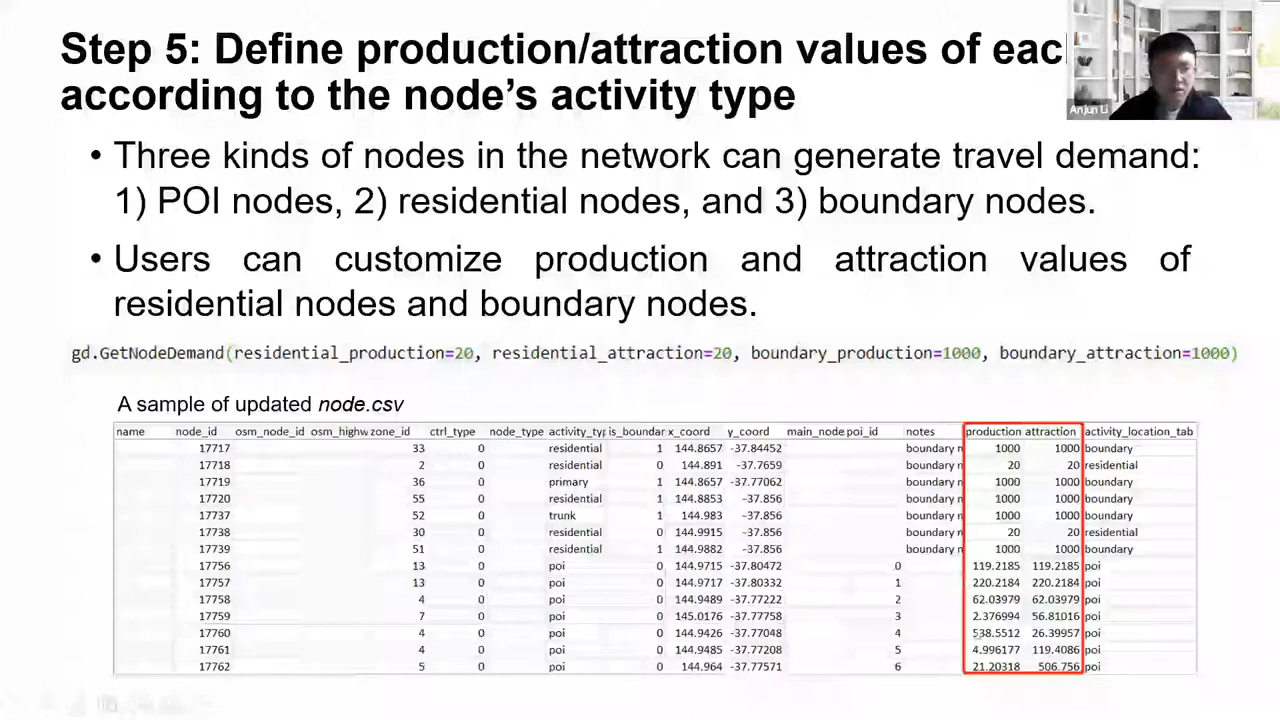 Step 5: Define production/attraction values of each
according to the node's activity type
Anjun Li
• Three kinds of nodes in the network can generate travel demand:
1) POI nodes, 2) residential nodes, and 3) boundary nodes.
• Users can customize production and attraction values of
residential nodes and boundary nodes.
gd.GetNodeDemand(residential_production=20, residential_attraction=20, boundary_production=1000, boundary_attraction=1000)
A sample of updated node.csv
name node_id osm_node_id osm_highw zone_id ctrl_type node_type activity_typ is_boundar x_coord y_coord main_node poi_id notes production attraction activity_location_tab
17717 33 0 residential 1 144.8657 -37.84452 boundary n 1000 1000 boundary
17718 2 0 residential 0 144.891 -37.7659 boundary n 20 20 residential
17719 36 0 primary 1 144.8657 -37.77062 boundary n 1000 1000 boundary
17720 55 0 residential 1 144.8853 -37.856 boundary n 1000 1000 boundary
17737 52 0 trunk 1 144.983 -37.856 boundary n 1000 1000 boundary
17738 30 0 residential 0 144.9915 -37.856 boundary n 20 20 residential
17739 51 0 residential 1 144.9882 -37.856 boundary n 1000 1000 boundary
17756 13 0 poi 0 144.9715 -37.80472 0 119.2185 119.2185 poi
17757 13 0 poi 0 144.9717 -37.80332 1 220.2184 220.2184 poi
17758 4 0 poi 0 144.9489 -37.77222 2 62.03979 62.03979 poi
17759 7 0 poi 0 145.0176 -37.77758 3 2.376994 56.81016 poi
17760 4 0 poi 0 144.9426 -37.77048 4 538.5512 26.39957 poi
17761 4 0 poi 0 144.9485 -37.77208 5 4.996177 119.4086 poi
17762 5 0 poi 0 144.964 -37.77571 6 21.20318 506.756 poi